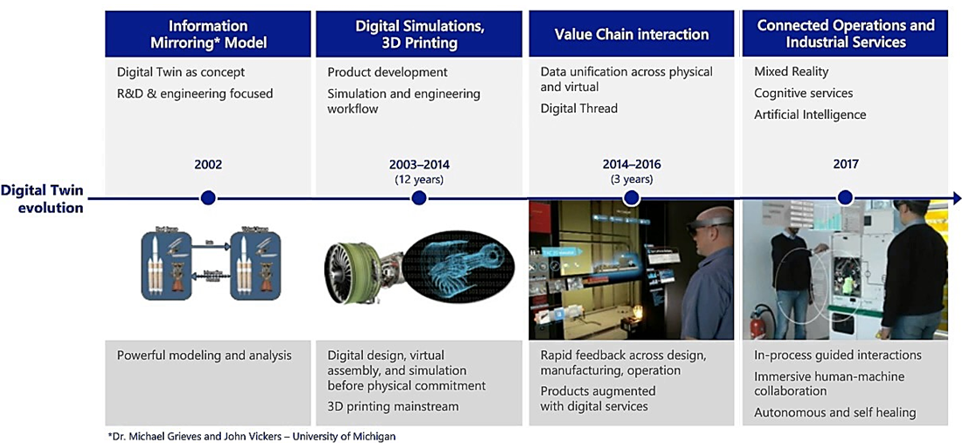 Information
Mirroring* Model
Digital Twin as concept
R&D & engineering focused
2002
Digital Simulations,
3D Printing
Product development
Simulation and engineering
workflow
2003–2014
(12 years)
Value Chain interaction
Data unification across physical
and virtual
Digital Thread
2014–2016
(3 years)
Connected Operations and
Industrial Services
Mixed Reality
Cognitive services
Artificial Intelligence
2017
Digital Twin
evolution
Powerful modeling and analysis
Digital design, virtual
assembly, and simulation
before physical commitment
3D printing mainstream
Rapid feedback across design,
manufacturing, operation
Products augmented
with digital services
In-process guided interactions
Immersive human-machine
collaboration
Autonomous and self healing
*Dr. Michael Grieves and John Vickers – University of Michigan